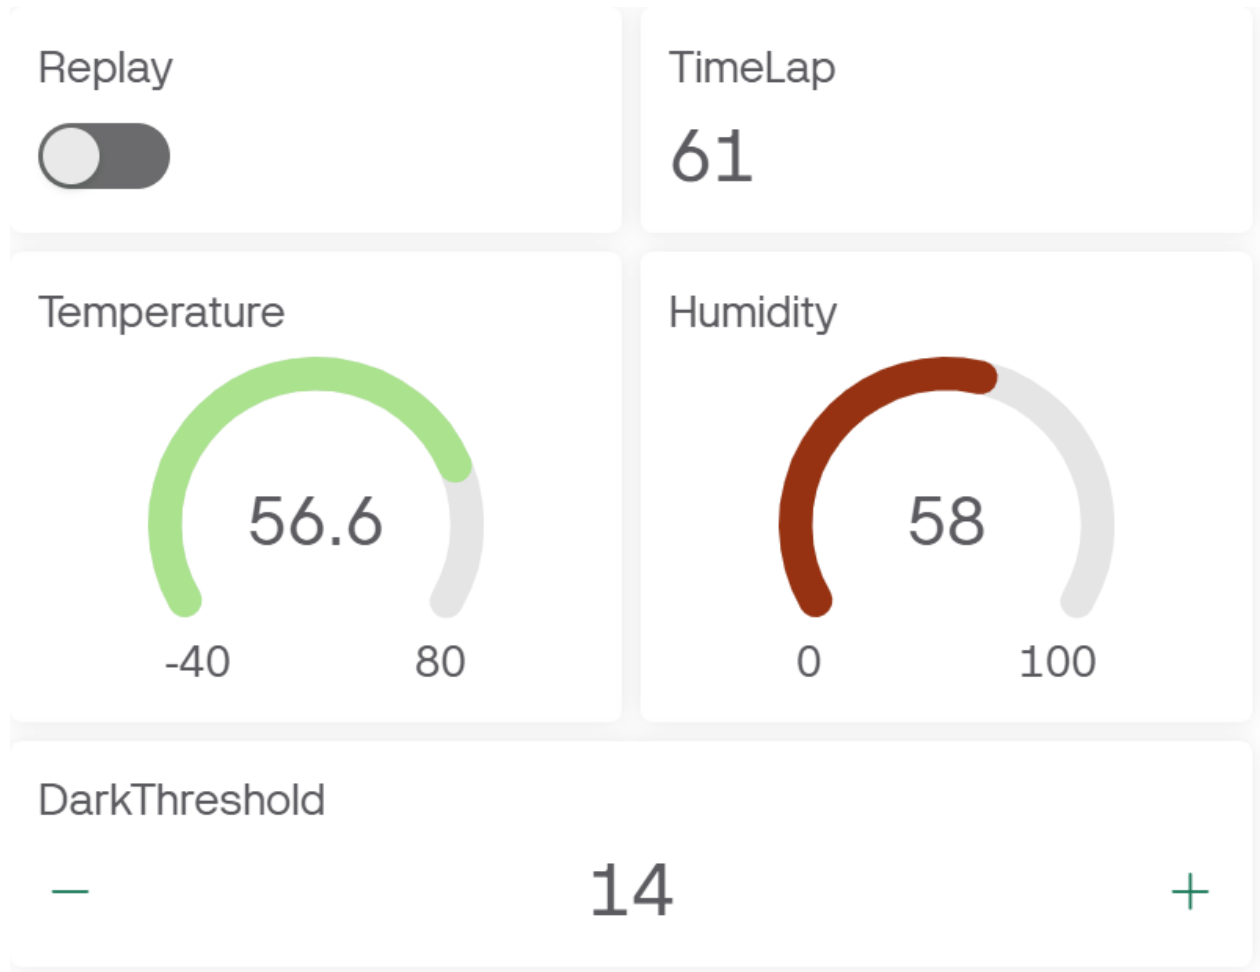 Replay
TimeLap
61
Temperature
56.6
-40 80
Humidity
58
0 100
DarkThreshold
— 14 +